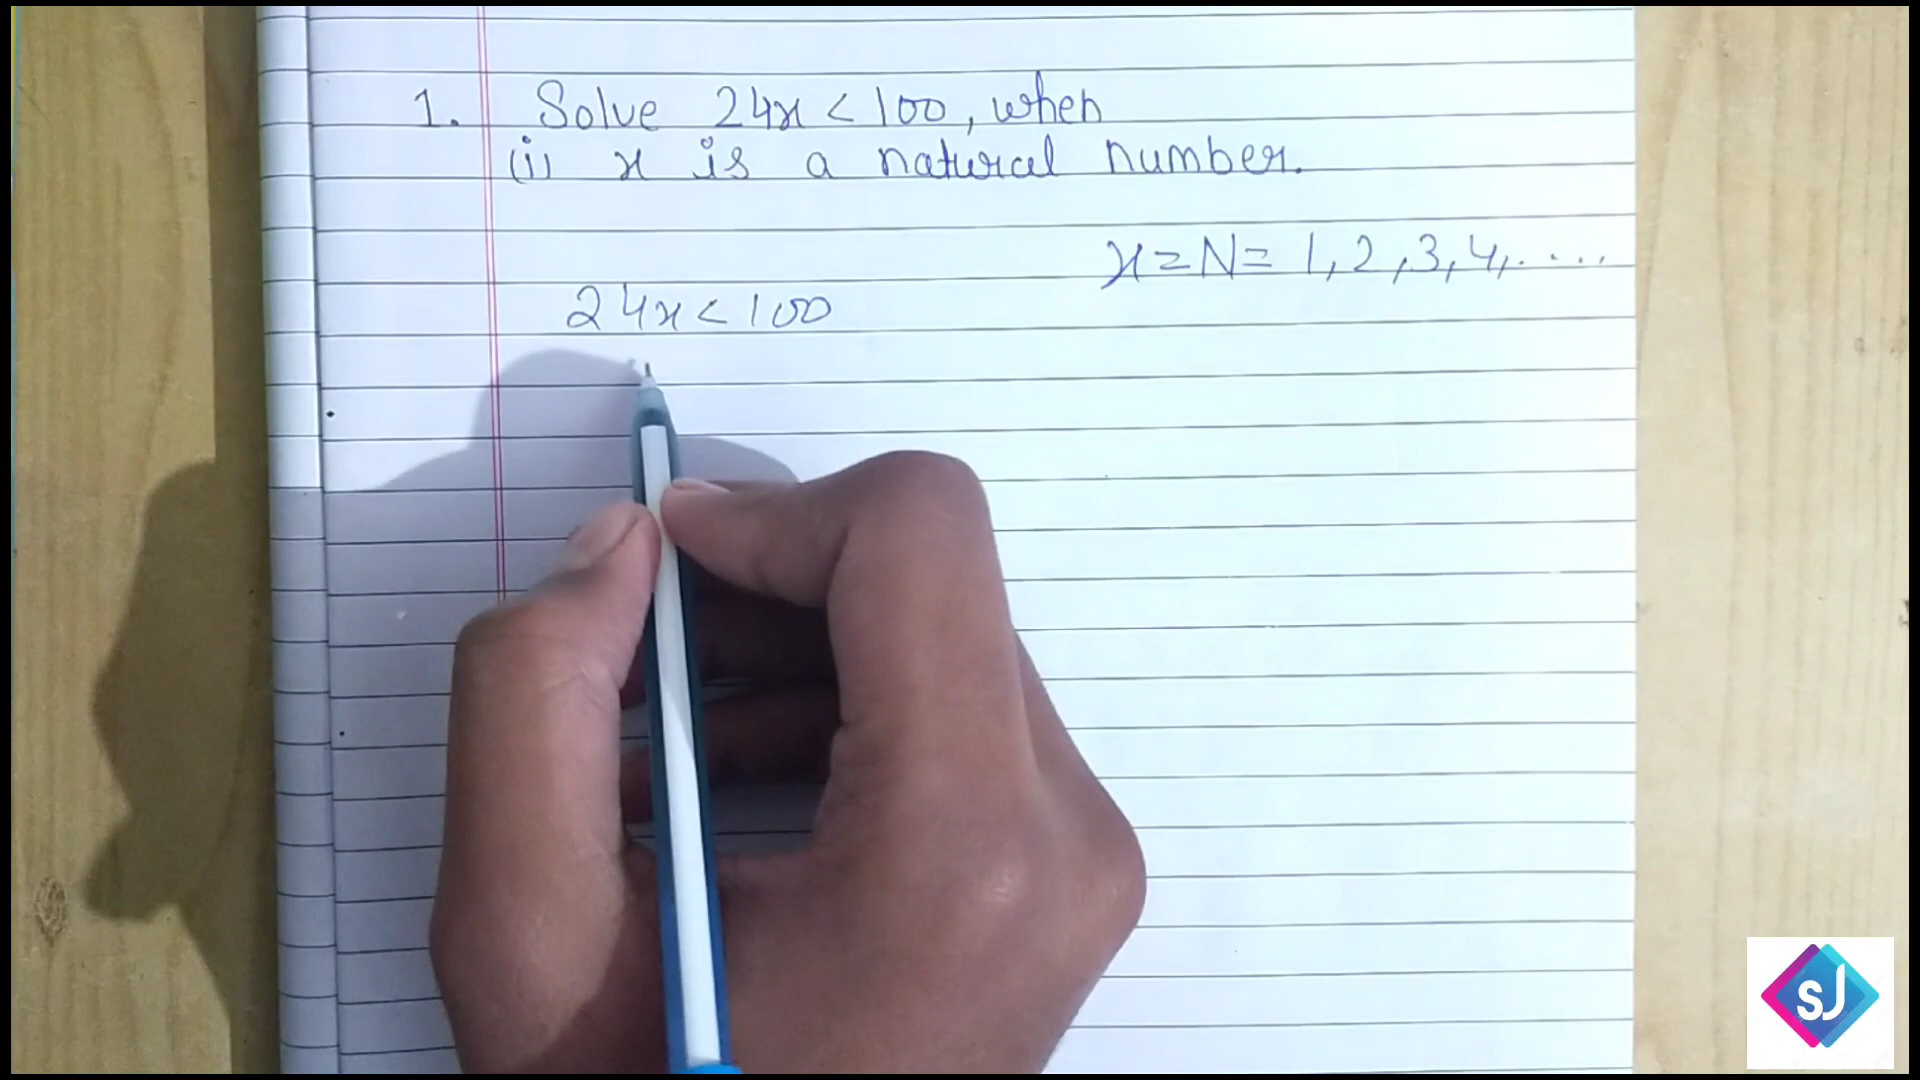 1. Solve 24x < 100, when
(i) x is a natural number.
x = N = 1, 2, 3, 4, .....
24x < 100
SJ